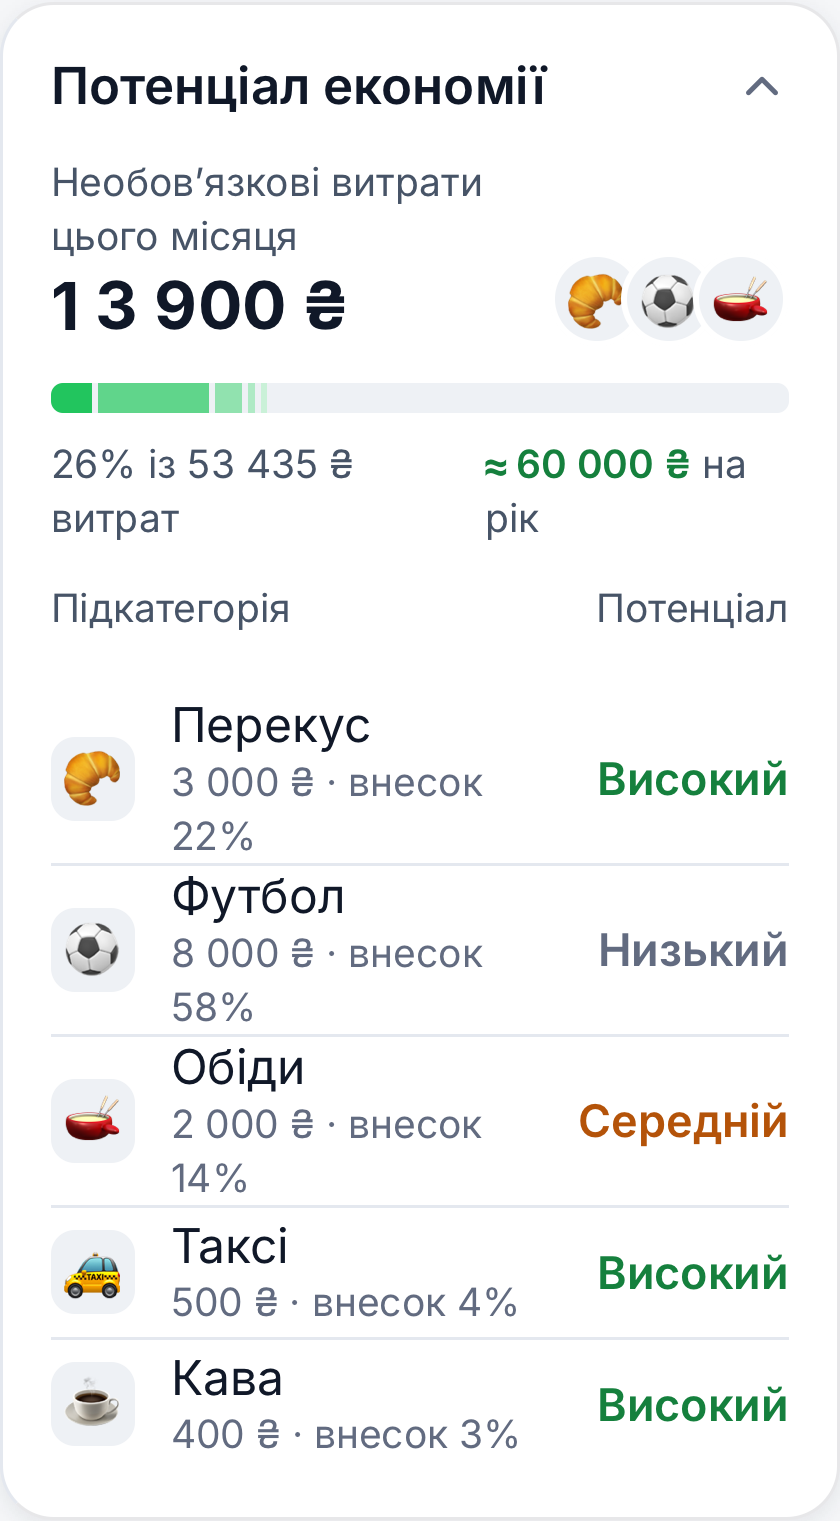 Потенціал економії
Необов’язкові витрати
цього місяця
13 900 ₴
26% із 53 435 ₴
витрат
≈ 60 000 ₴ на
рік
Підкатегорія
Потенціал
Перекус
3 000 ₴ · внесок
22%
Високий
Футбол
8 000 ₴ · внесок
58%
Низький
Обіди
2 000 ₴ · внесок
14%
Середній
TAXI
Таксі
500 ₴ · внесок 4%
Високий
Кава
400 ₴ · внесок 3%
Високий